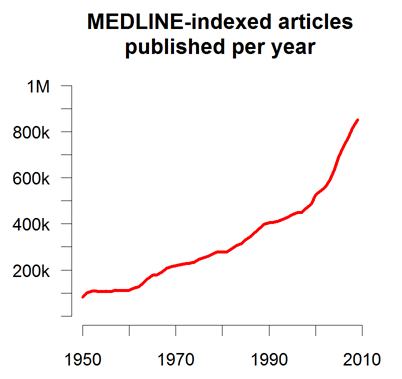 MEDLINE-indexed articles
published per year
1M
800k
600k
400k
200k
1950 1970 1990 2010